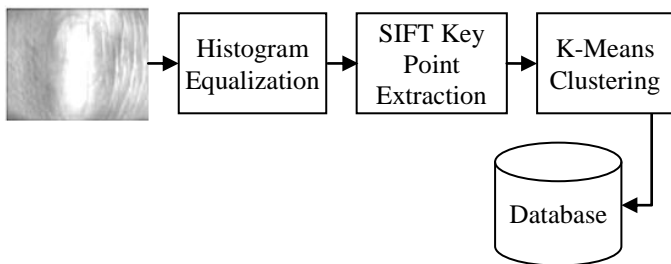 Histogram
Equalization
SIFT Key
Point
Extraction
K-Means
Clustering
Database